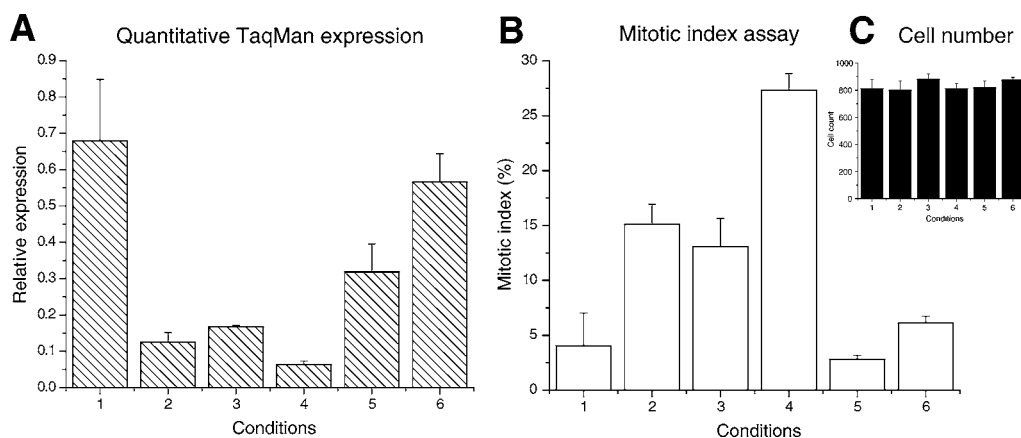 A
Quantitative TaqMan expression
0.9
0.8
0.7
0.6
0.5
0.4
0.3
0.2
0.1
0.0
Relative expression
1 2 3 4 5 6
Conditions
B
Mitotic index assay
30
25
20
15
10
5
0
Mitotic index (%)
1 2 3 4 5 6
Conditions
C
Cell number
1000
800
600
400
200
0
Cell count
1 2 3 4 5 6
Conditions